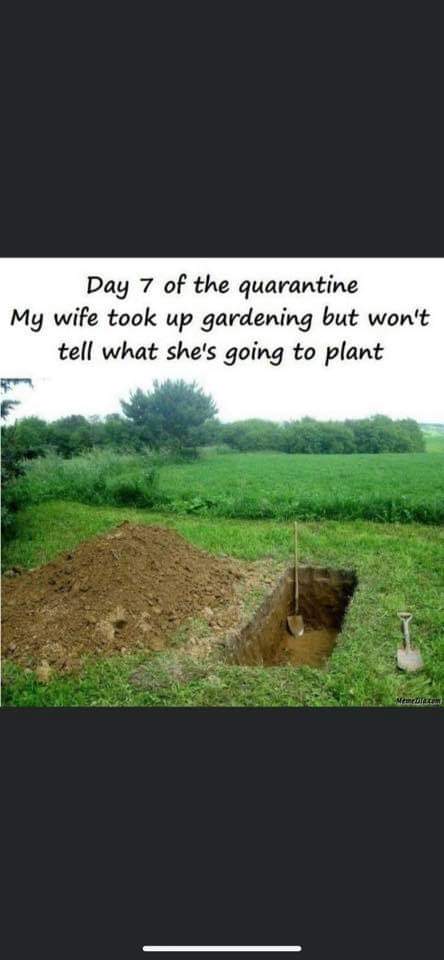 Day 7 of the quarantine
My wife took up gardening but won't
tell what she's going to plant
MemeZila.com